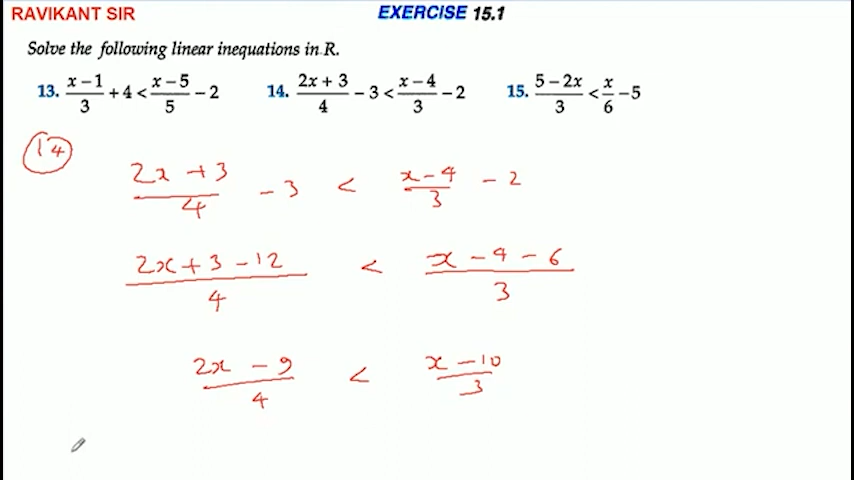 RAVIKANT SIR
EXERCISE 15.1
Solve the following linear inequations in R.
13. (x – 1)/3 + 4 < (x – 5)/5 – 2 14. (2x + 3)/4 – 3 < (x – 4)/3 – 2 15. (5 – 2x)/3 < x/6 – 5
14
(2x + 3)/4 – 3 < (x – 4)/3 – 2
(2x + 3 – 12)/4 < (x – 4 – 6)/3
(2x – 9)/4 < (x – 10)/3